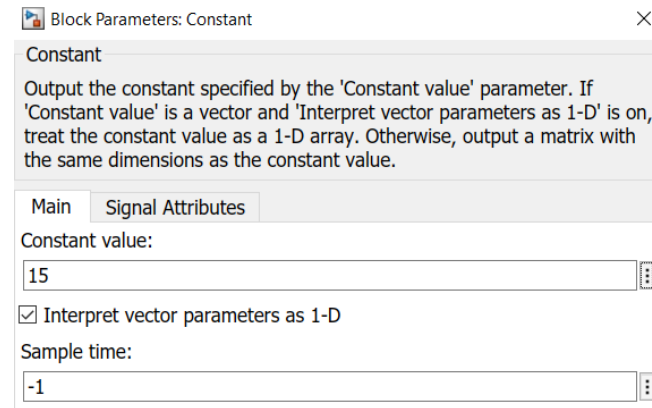 Block Parameters: Constant
Constant
Output the constant specified by the 'Constant value' parameter. If
'Constant value' is a vector and 'Interpret vector parameters as 1-D' is on,
treat the constant value as a 1-D array. Otherwise, output a matrix with
the same dimensions as the constant value.
Main Signal Attributes
Constant value:
15
Interpret vector parameters as 1-D
Sample time:
-1